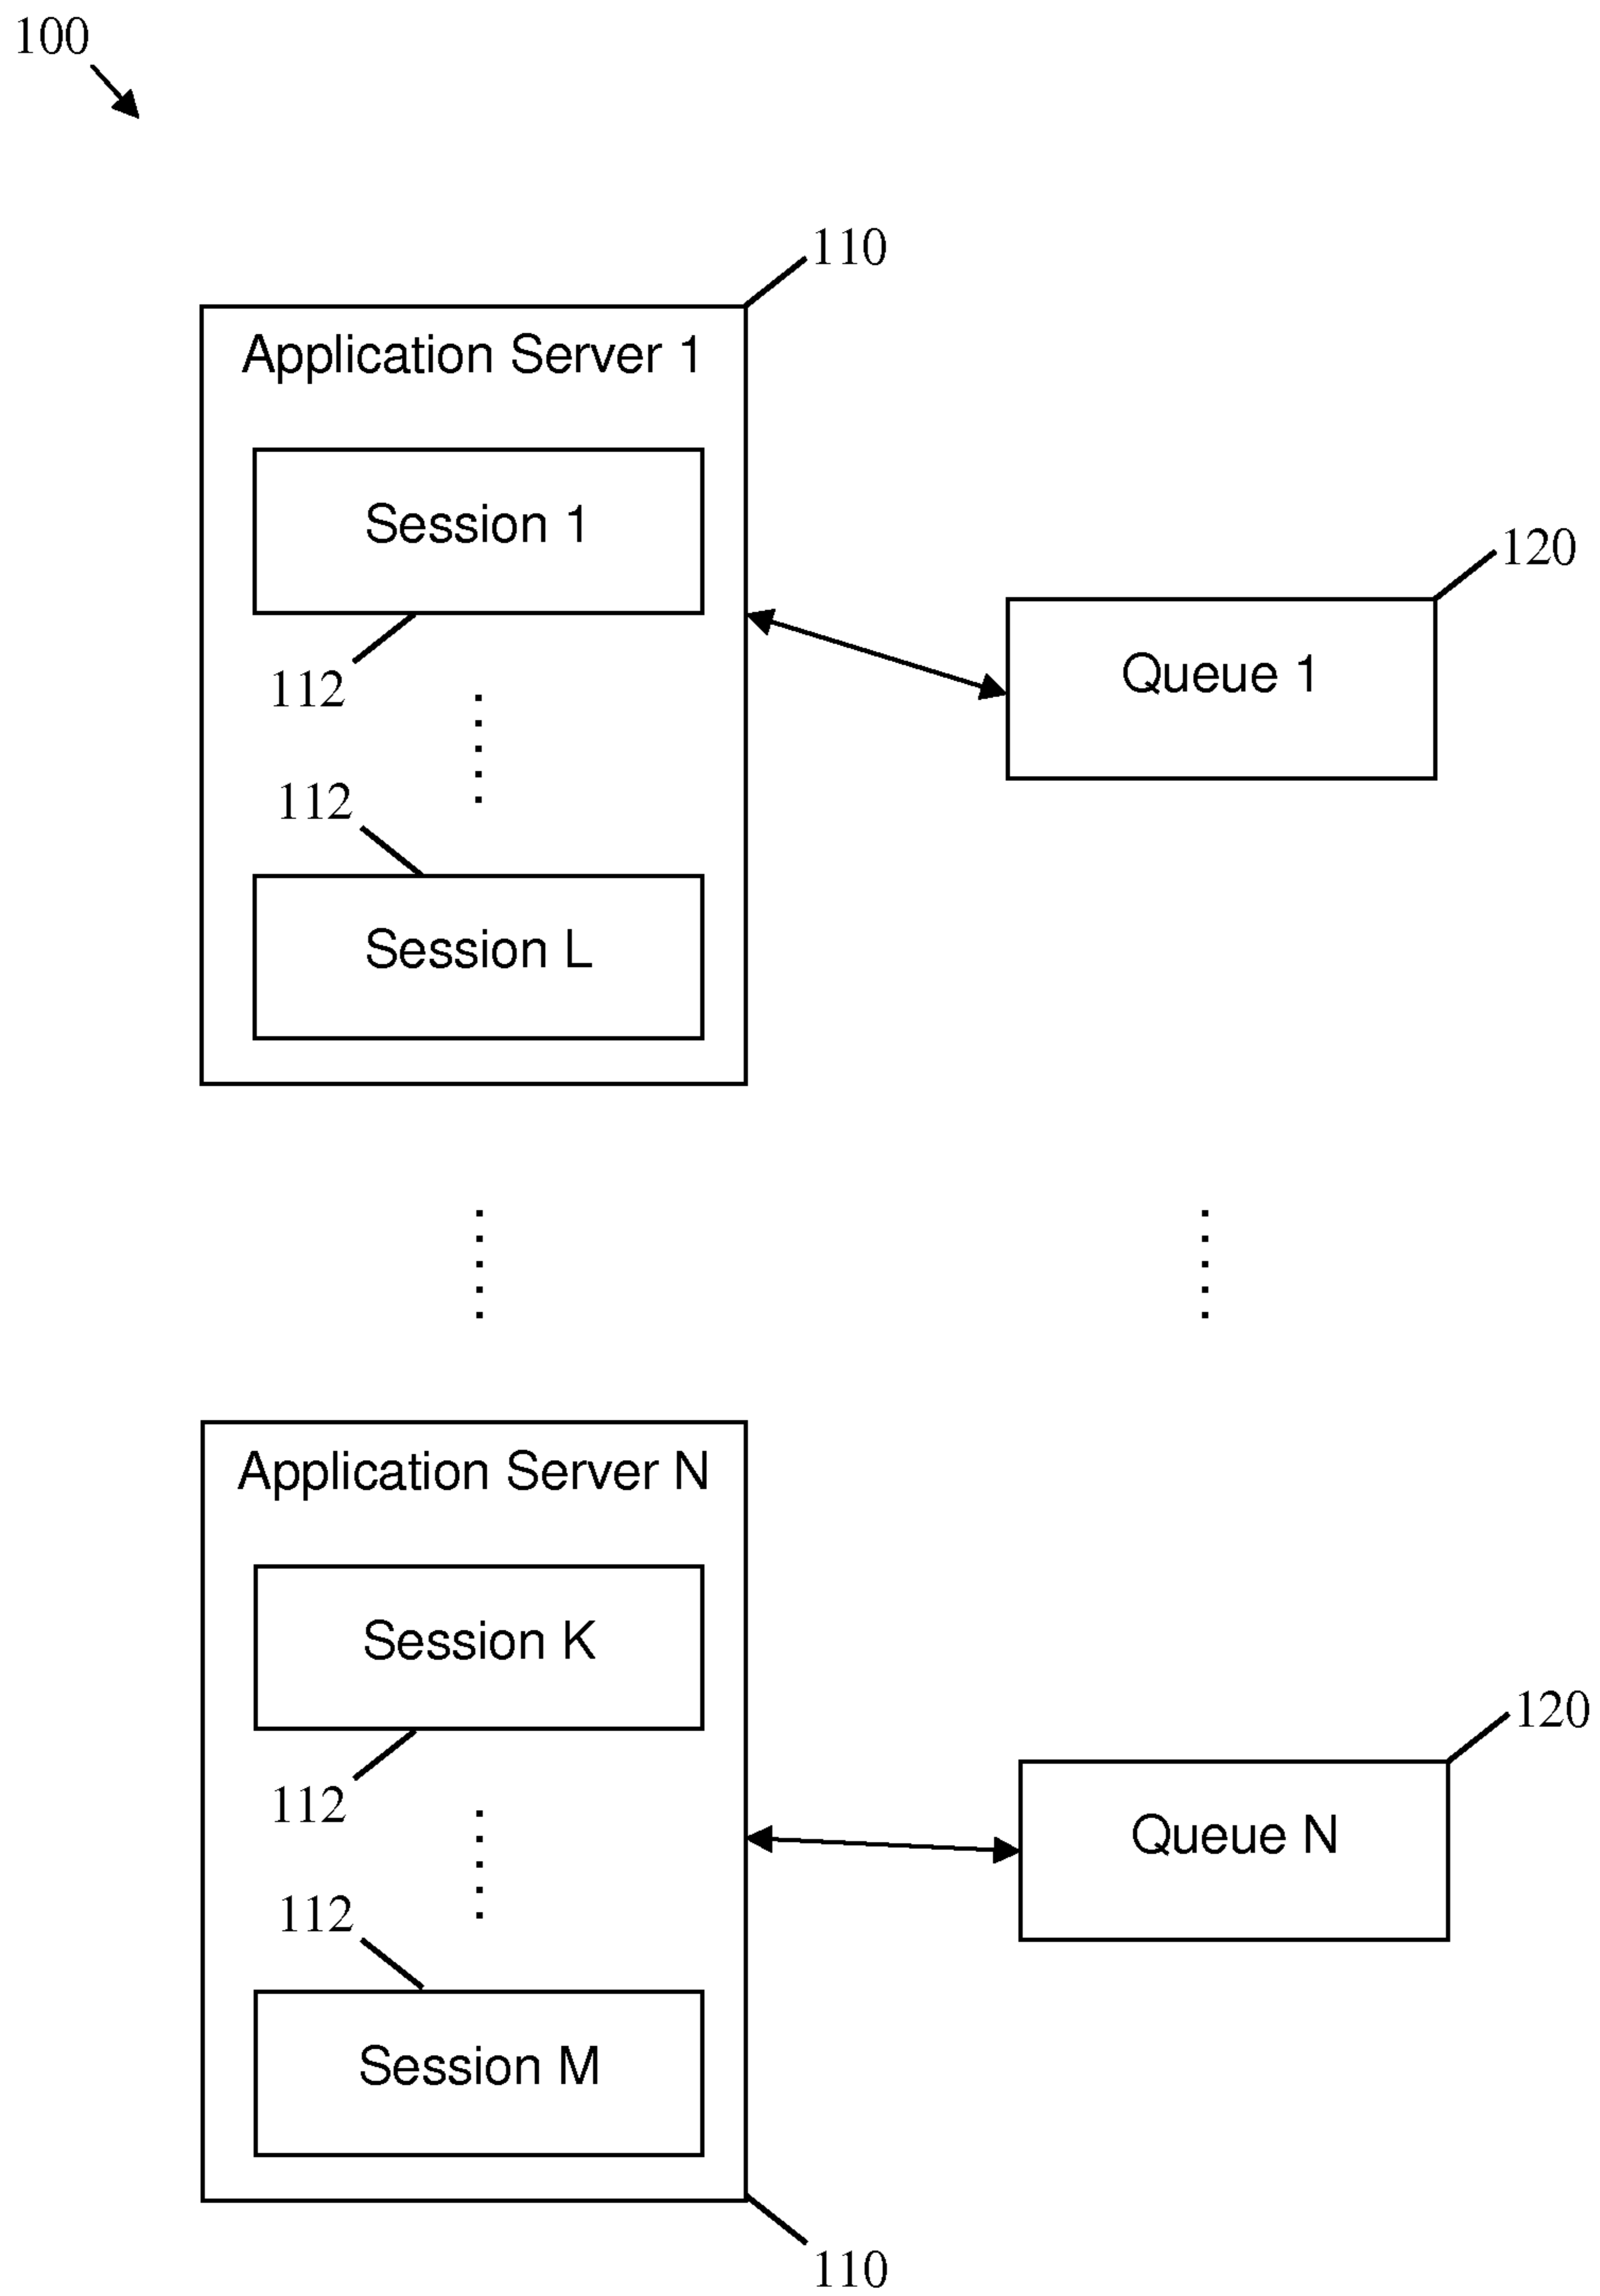 100
110
Application Server 1
Session 1
112
120
Queue 1
112
Session L
Application Server N
Session K
112
120
Queue N
112
Session M
110